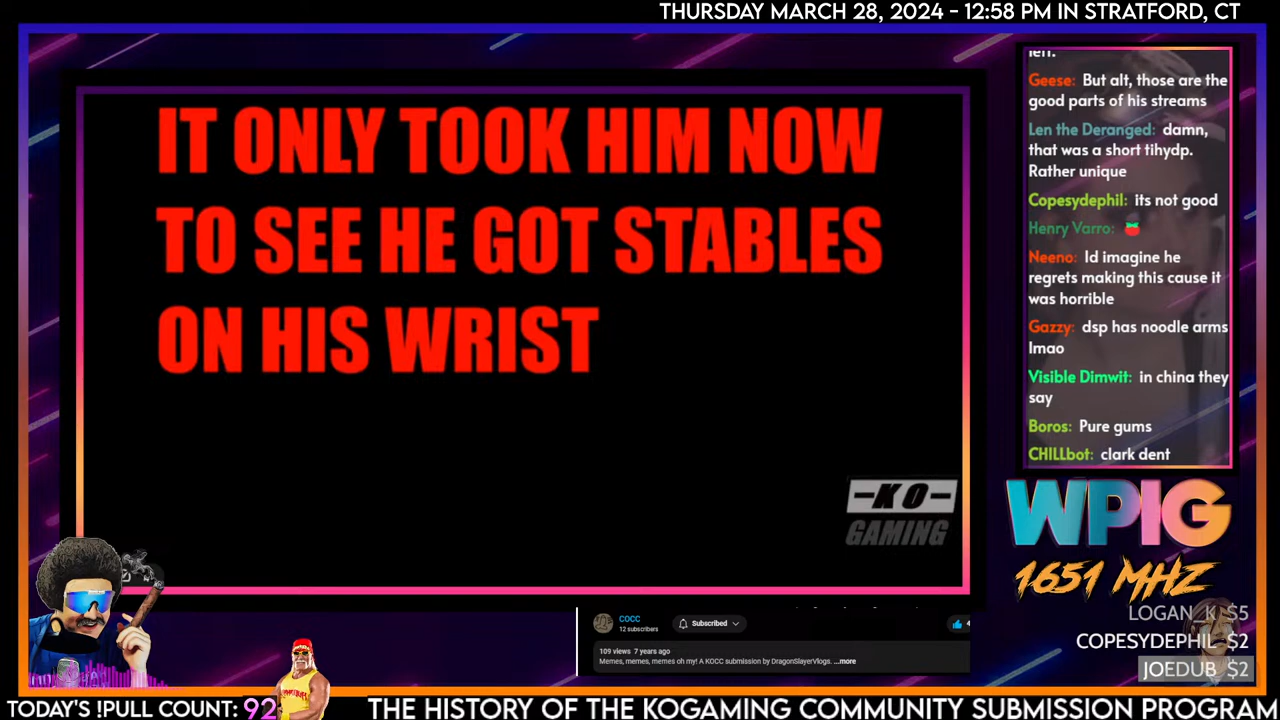 THURSDAY MARCH 28, 2024 - 12:58 PM IN STRATFORD, CT
IT ONLY TOOK HIM NOW
TO SEE HE GOT STABLES
ON HIS WRIST
-KO-
GAMING
left.
Geese: But alt, those are the
good parts of his streams
Len the Deranged: damn,
that was a short tihydp.
Rather unique
Copesydephil: its not good
Henry Varro: 🍅
Neeno: Id imagine he
regrets making this cause it
was horrible
Gazzy: dsp has noodle arms
lmao
Visible Dimwit: in china they
say
Boros: Pure gums
CHILLbot: clark dent
WPIG
1651 MHZ
LOGAN_K $5
COPESYDEPHIL $2
JOEDUB $2
COCC
12 subscribers
Subscribed
4
109 views 7 years ago
Memes, memes, memes oh my! A KOCC submission by DragonSlayerVlogs. ...more
TODAY'S !PULL COUNT: 92
THE HISTORY OF THE KOGAMING COMMUNITY SUBMISSION PROGRAM